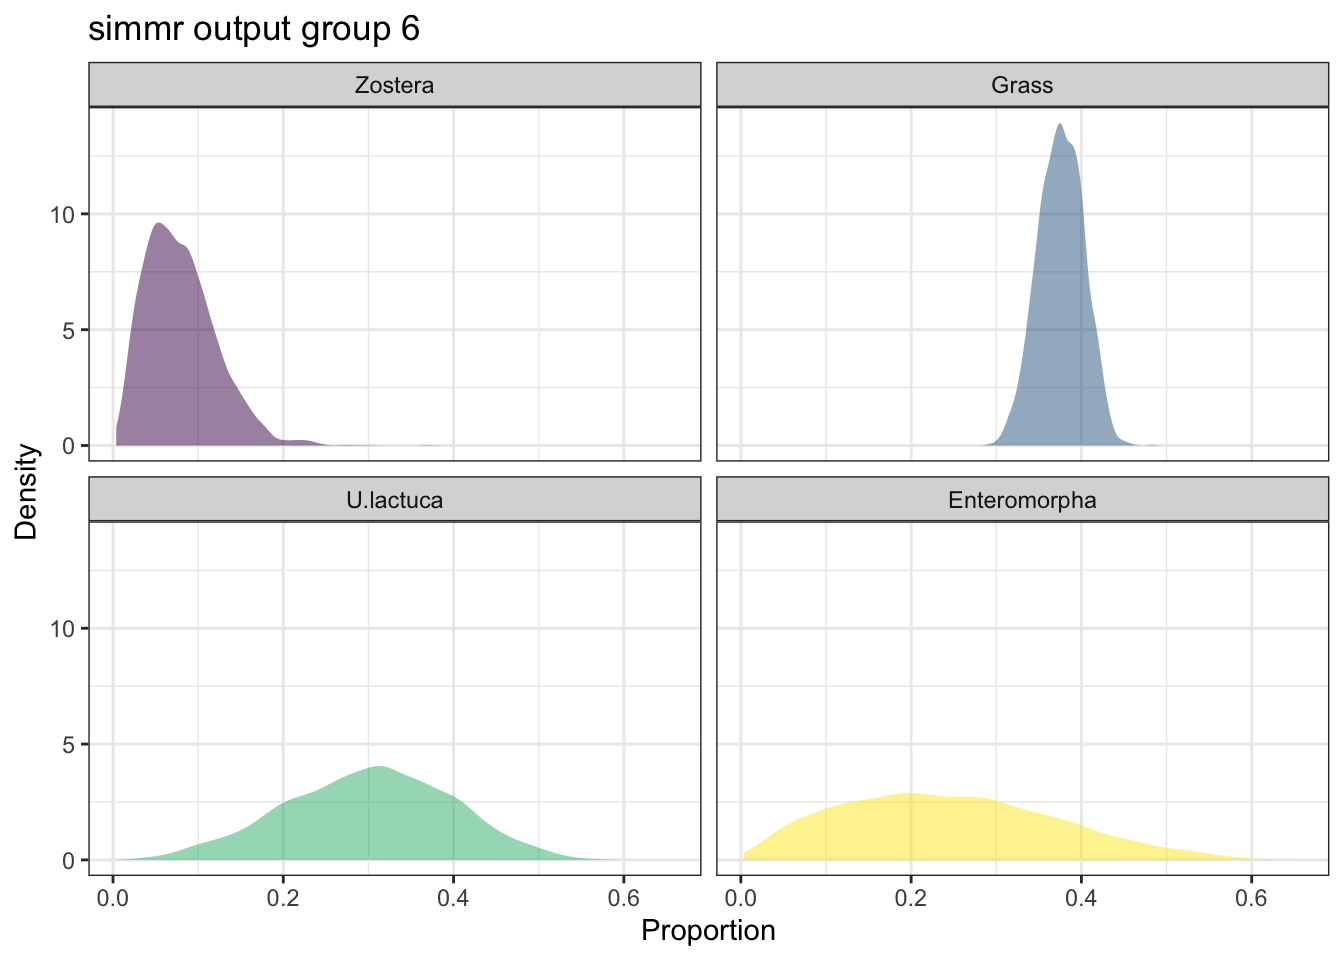 simmr output group 6
Zostera
Grass
10
5
0
U.lactuca
Enteromorpha
10
5
0
Density
0.0 0.2 0.4 0.6 0.0 0.2 0.4 0.6
Proportion